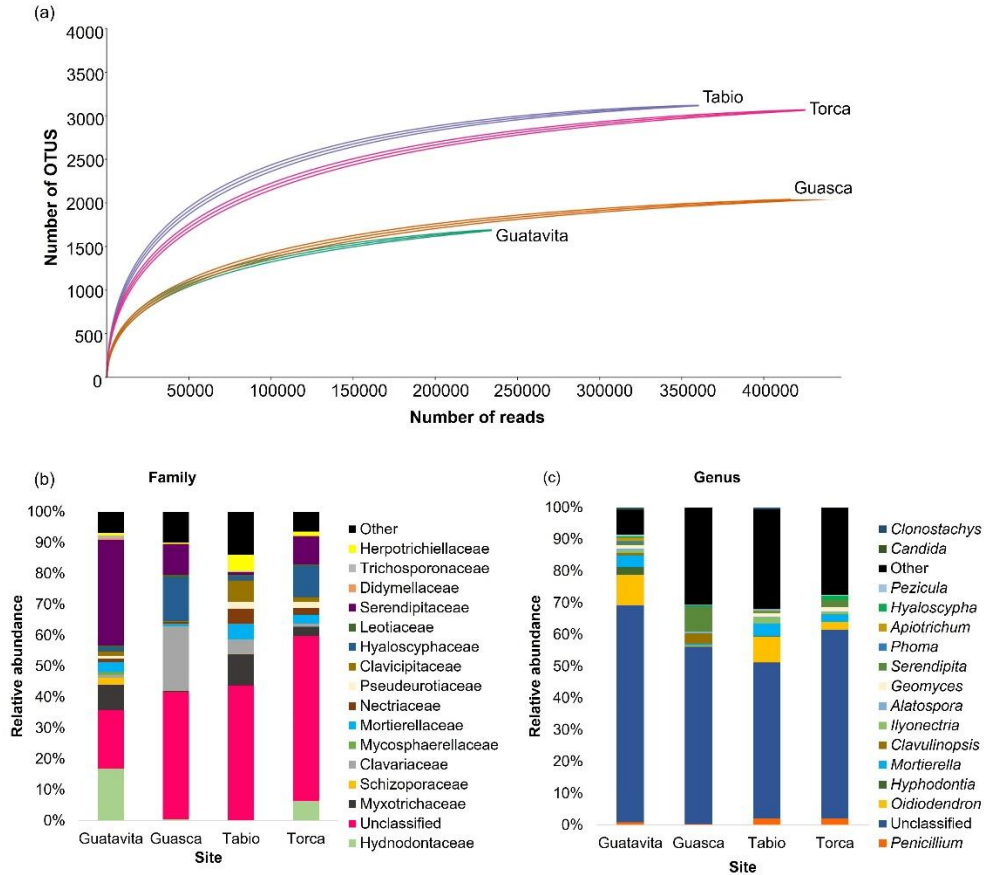 (a)
4000
3500
3000
2500
2000
1500
1000
500
0
Number of OTUS
Tabio
Torca
Guasca
Guatavita
50000 100000 150000 200000 250000 300000 350000 400000
Number of reads
(b) Family
100%
90%
80%
70%
60%
50%
40%
30%
20%
10%
0%
Relative abundance
Guatavita Guasca Tabio Torca
Site
Other
Herpotrichiellaceae
Trichosporonaceae
Didymellaceae
Serendipitaceae
Leotiaceae
Hyaloscyphaceae
Clavicipitaceae
Pseudeurotiaceae
Nectriaceae
Mortierellaceae
Mycosphaerellaceae
Clavariaceae
Schizoporaceae
Myxotrichaceae
Unclassified
Hydnodontaceae
(c) Genus
100%
90%
80%
70%
60%
50%
40%
30%
20%
10%
0%
Relative abundance
Guatavita Guasca Tabio Torca
Site
Clonostachys
Candida
Other
Pezicula
Hyaloscypha
Apiotrichum
Phoma
Serendipita
Geomyces
Alatospora
Ilyonectria
Clavulinopsis
Mortierella
Hyphodontia
Oidiodendron
Unclassified
Penicillium